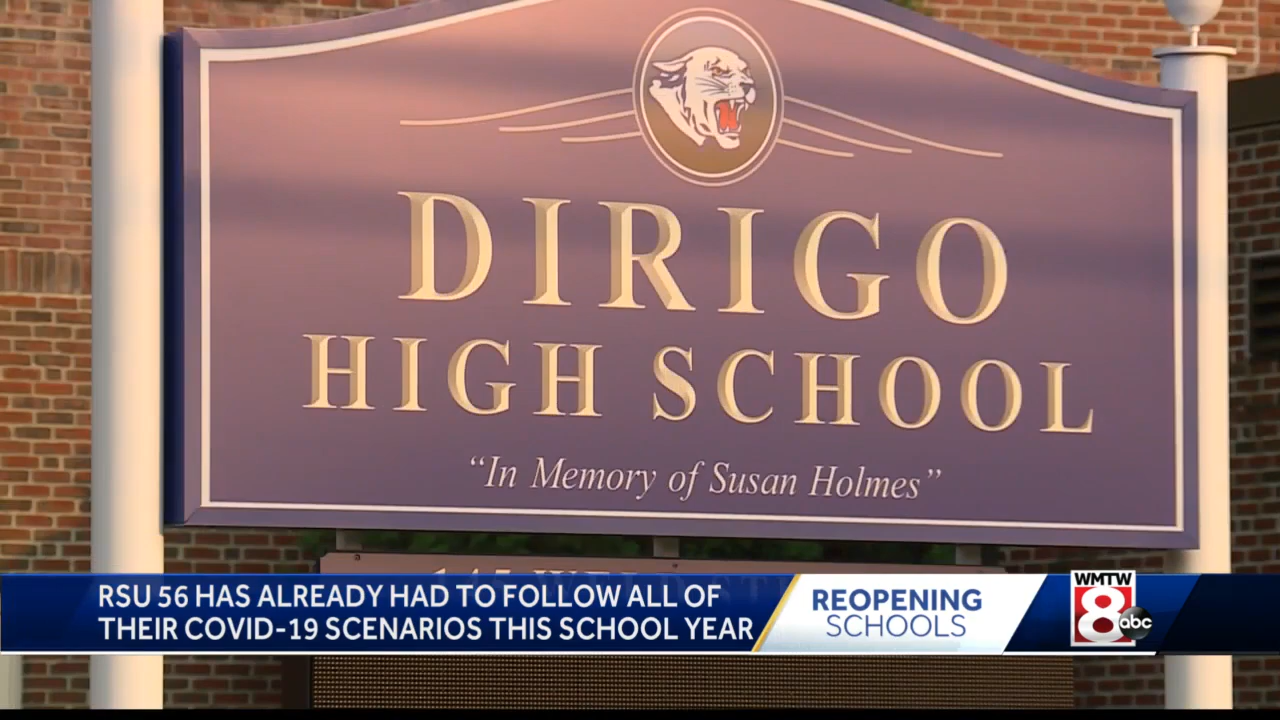 DIRIGO
HIGH SCHOOL
“In Memory of Susan Holmes”
RSU 56 HAS ALREADY HAD TO FOLLOW ALL OF
THEIR COVID-19 SCENARIOS THIS SCHOOL YEAR
REOPENING
SCHOOLS
WMTW
8
abc